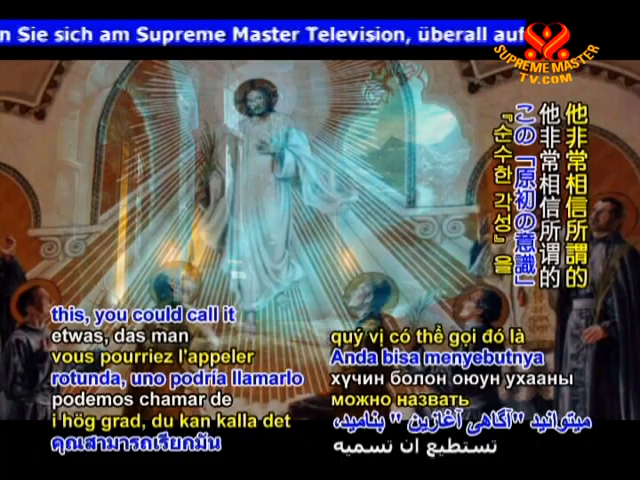 n Sie sich am Supreme Master Television, überall auf
SUPREME MASTER
TV.COM
他非常相信所謂的
他非常相信所谓的
この「原初の意識」
『순수한 각성』을
this, you could call it
etwas, das man
vous pourriez l'appeler
rotunda, uno podría llamarlo
podemos chamar de
i hög grad, du kan kalla det
คุณสามารถเรียกมัน
quý vị có thể gọi đó là
Anda bisa menyebutnya
хүчин болон оюун ухааны
можно назвать
میتوانید "آگاهی آغازین " بنامید،
تستطيع ان تسميه